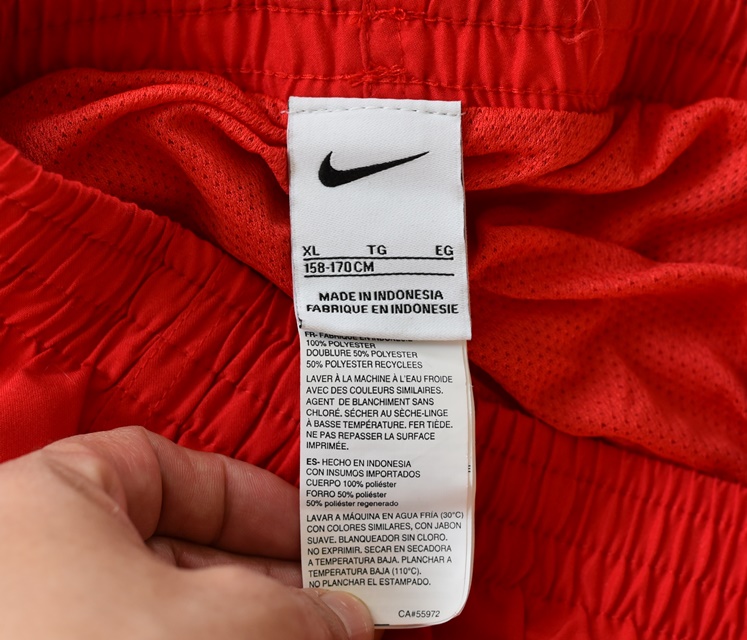 XL TG EG
158-170CM
MADE IN INDONESIA
FABRIQUE EN INDONESIE
FR- FABRIQUÉ EN INDONÉSIE
100% POLYESTER
DOUBLURE 50% POLYESTER
50% POLYESTER RECYCLEES
LAVER À LA MACHINE À L'EAU FROIDE
AVEC DES COULEURS SIMILAIRES.
AGENT DE BLANCHIMENT SANS
CHLORÉ. SÉCHER AU SÈCHE-LINGE
À BASSE TEMPÉRATURE. FER TIÈDE.
NE PAS REPASSER LA SURFACE
IMPRIMÉE.
ES- HECHO EN INDONESIA
CON INSUMOS IMPORTADOS
CUERPO 100% poliéster
FORRO 50% poliéster
50% poliéster regenerado
LAVAR A MÁQUINA EN AGUA FRÍA (30°C)
CON COLORES SIMILARES, CON JABON
SUAVE. BLANQUEADOR SIN CLORO.
NO EXPRIMIR. SECAR EN SECADORA
A TEMPERATURA BAJA. PLANCHAR A
TEMPERATURA BAJA (110°C).
NO PLANCHAR EL ESTAMPADO.
CA#55972